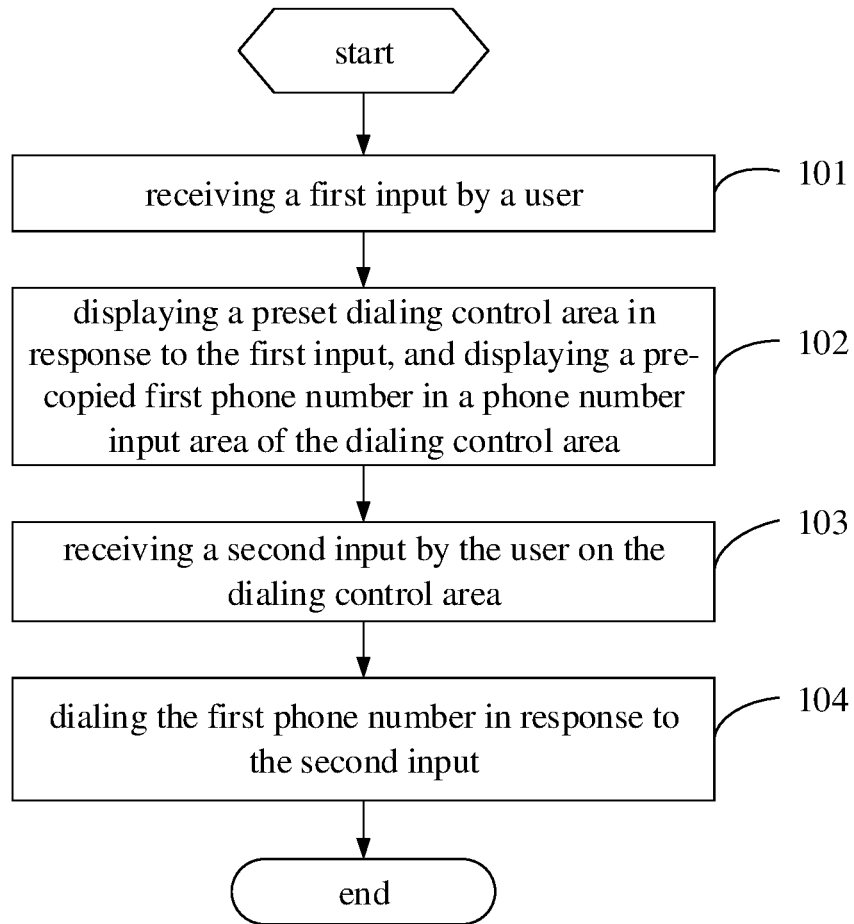 start
receiving a first input by a user
101
displaying a preset dialing control area in
response to the first input, and displaying a pre-
copied first phone number in a phone number
input area of the dialing control area
102
receiving a second input by the user on the
dialing control area
103
dialing the first phone number in response to
the second input
104
end